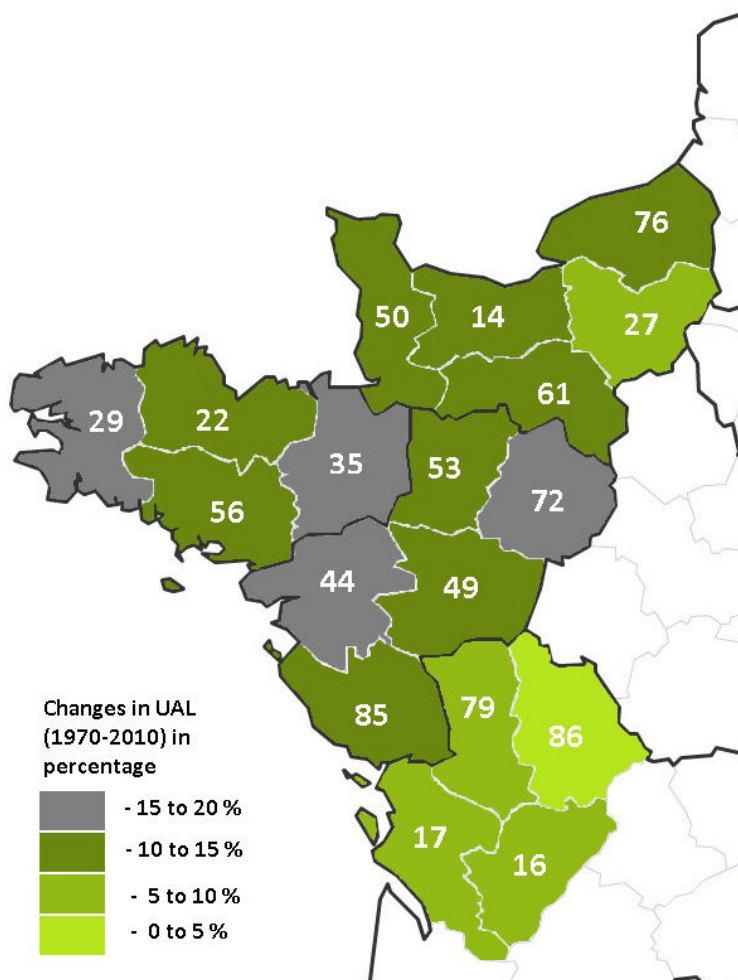 76
50
14
27
61
29
22
35
53
72
56
44
49
85
79
86
17
16
Changes in UAL
(1970-2010) in
percentage
- 15 to 20 %
- 10 to 15 %
- 5 to 10 %
- 0 to 5 %